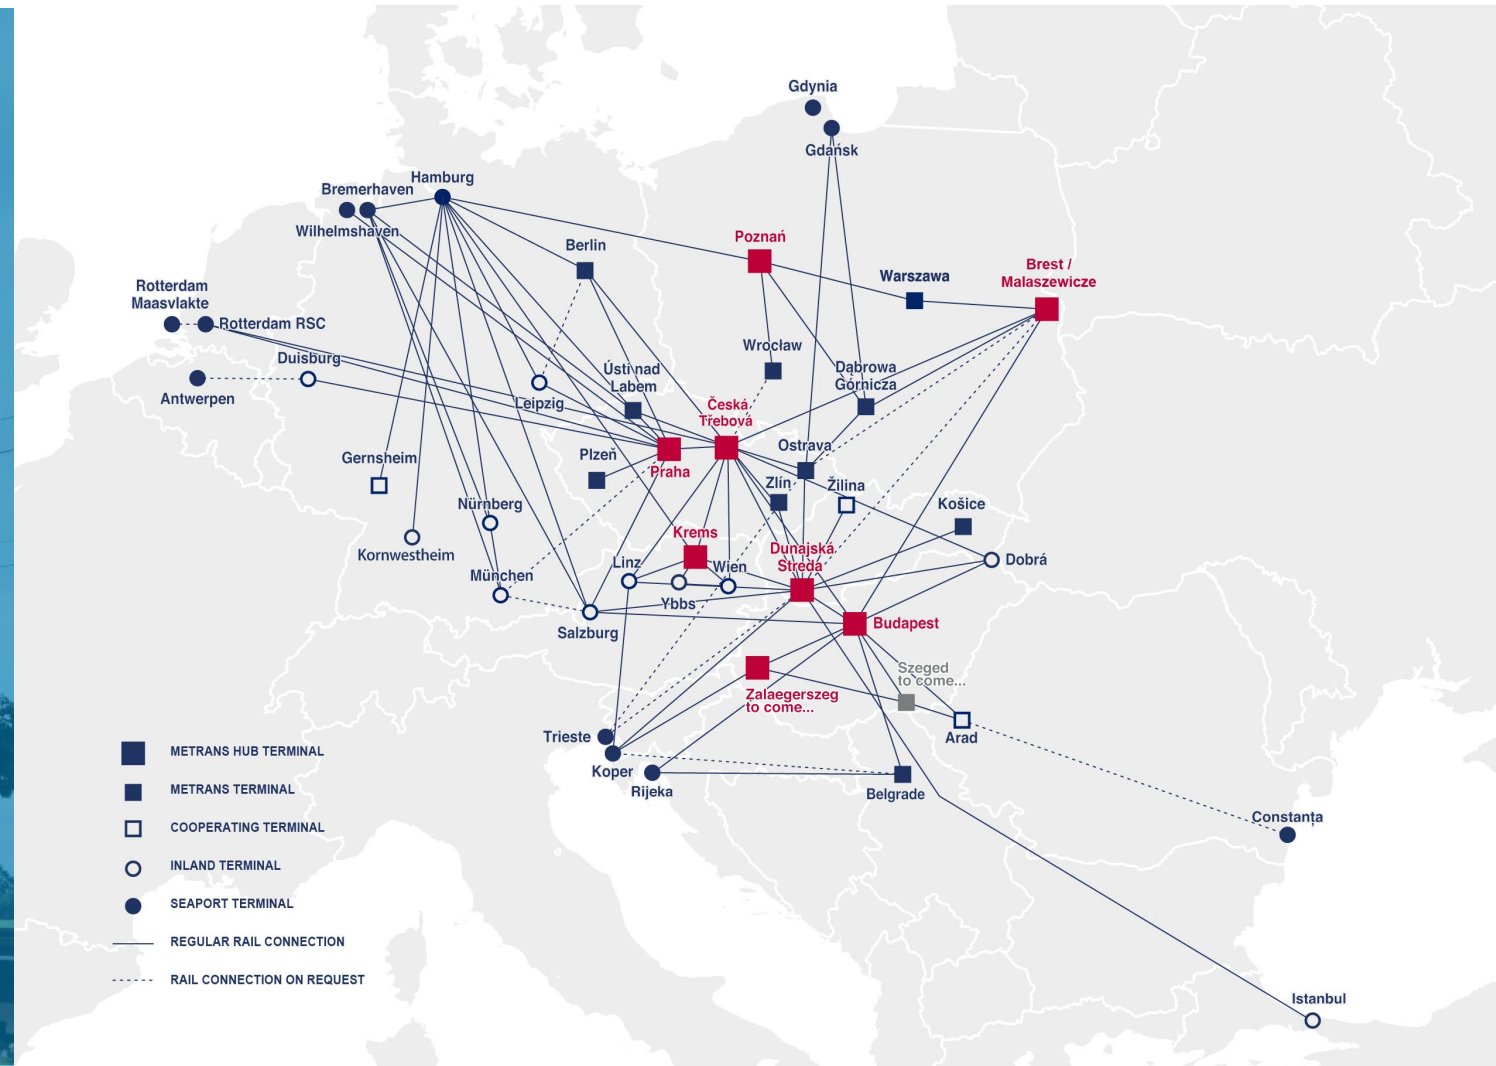 Gdynia
Gdańsk
Hamburg
Bremerhaven
Wilhelmshaven
Berlin
Poznań
Brest /
Malaszewicze
Warszawa
Rotterdam
Maasvlakte
Rotterdam RSC
Duisburg
Antwerpen
Wrocław
Ústí nad
Labem
Dąbrowa
Górnicza
Leipzig
Česká
Třebová
Gernsheim
Plzeň
Praha
Ostrava
Zlín
Žilina
Košice
Nürnberg
Kornwestheim
Krems
Dunajská
Streda
Dobrá
München
Linz
Wien
Ybbs
Salzburg
Budapest
Szeged
to come...
Zalaegerszeg
to come...
Trieste
Koper
Rijeka
Arad
Belgrade
Constanța
Istanbul
METRANS HUB TERMINAL
METRANS TERMINAL
COOPERATING TERMINAL
INLAND TERMINAL
SEAPORT TERMINAL
REGULAR RAIL CONNECTION
RAIL CONNECTION ON REQUEST